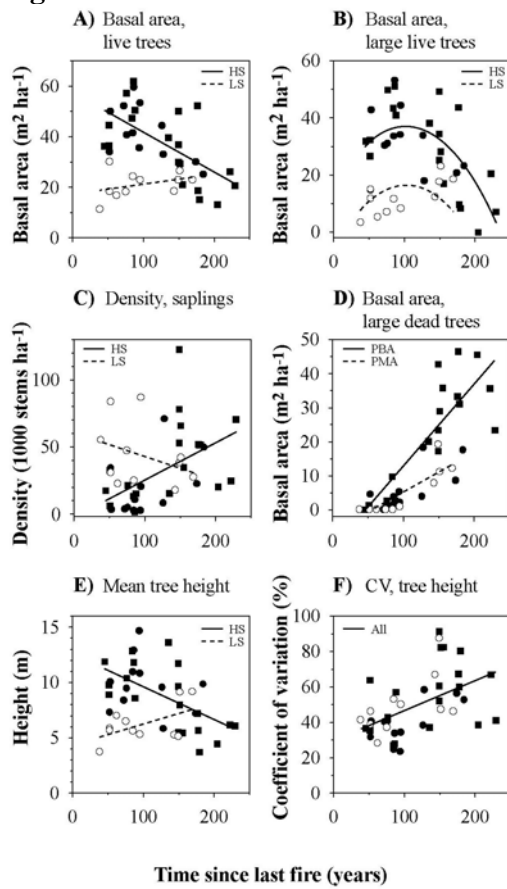 A) Basal area,
live trees
Basal area (m² ha⁻¹)
60
40
20
0
HS
LS
0
100
200
B) Basal area,
large live trees
Basal area (m² ha⁻¹)
60
40
20
0
HS
LS
0
100
200
C) Density, saplings
Density (1000 stems ha⁻¹)
100
50
0
HS
LS
0
100
200
D) Basal area,
large dead trees
Basal area (m² ha⁻¹)
50
40
30
20
10
0
PBA
PMA
0
100
200
E) Mean tree height
Height (m)
15
10
5
0
HS
LS
0
100
200
F) CV, tree height
Coefficient of variation (%)
100
80
60
40
20
0
All
0
100
200
Time since last fire (years)